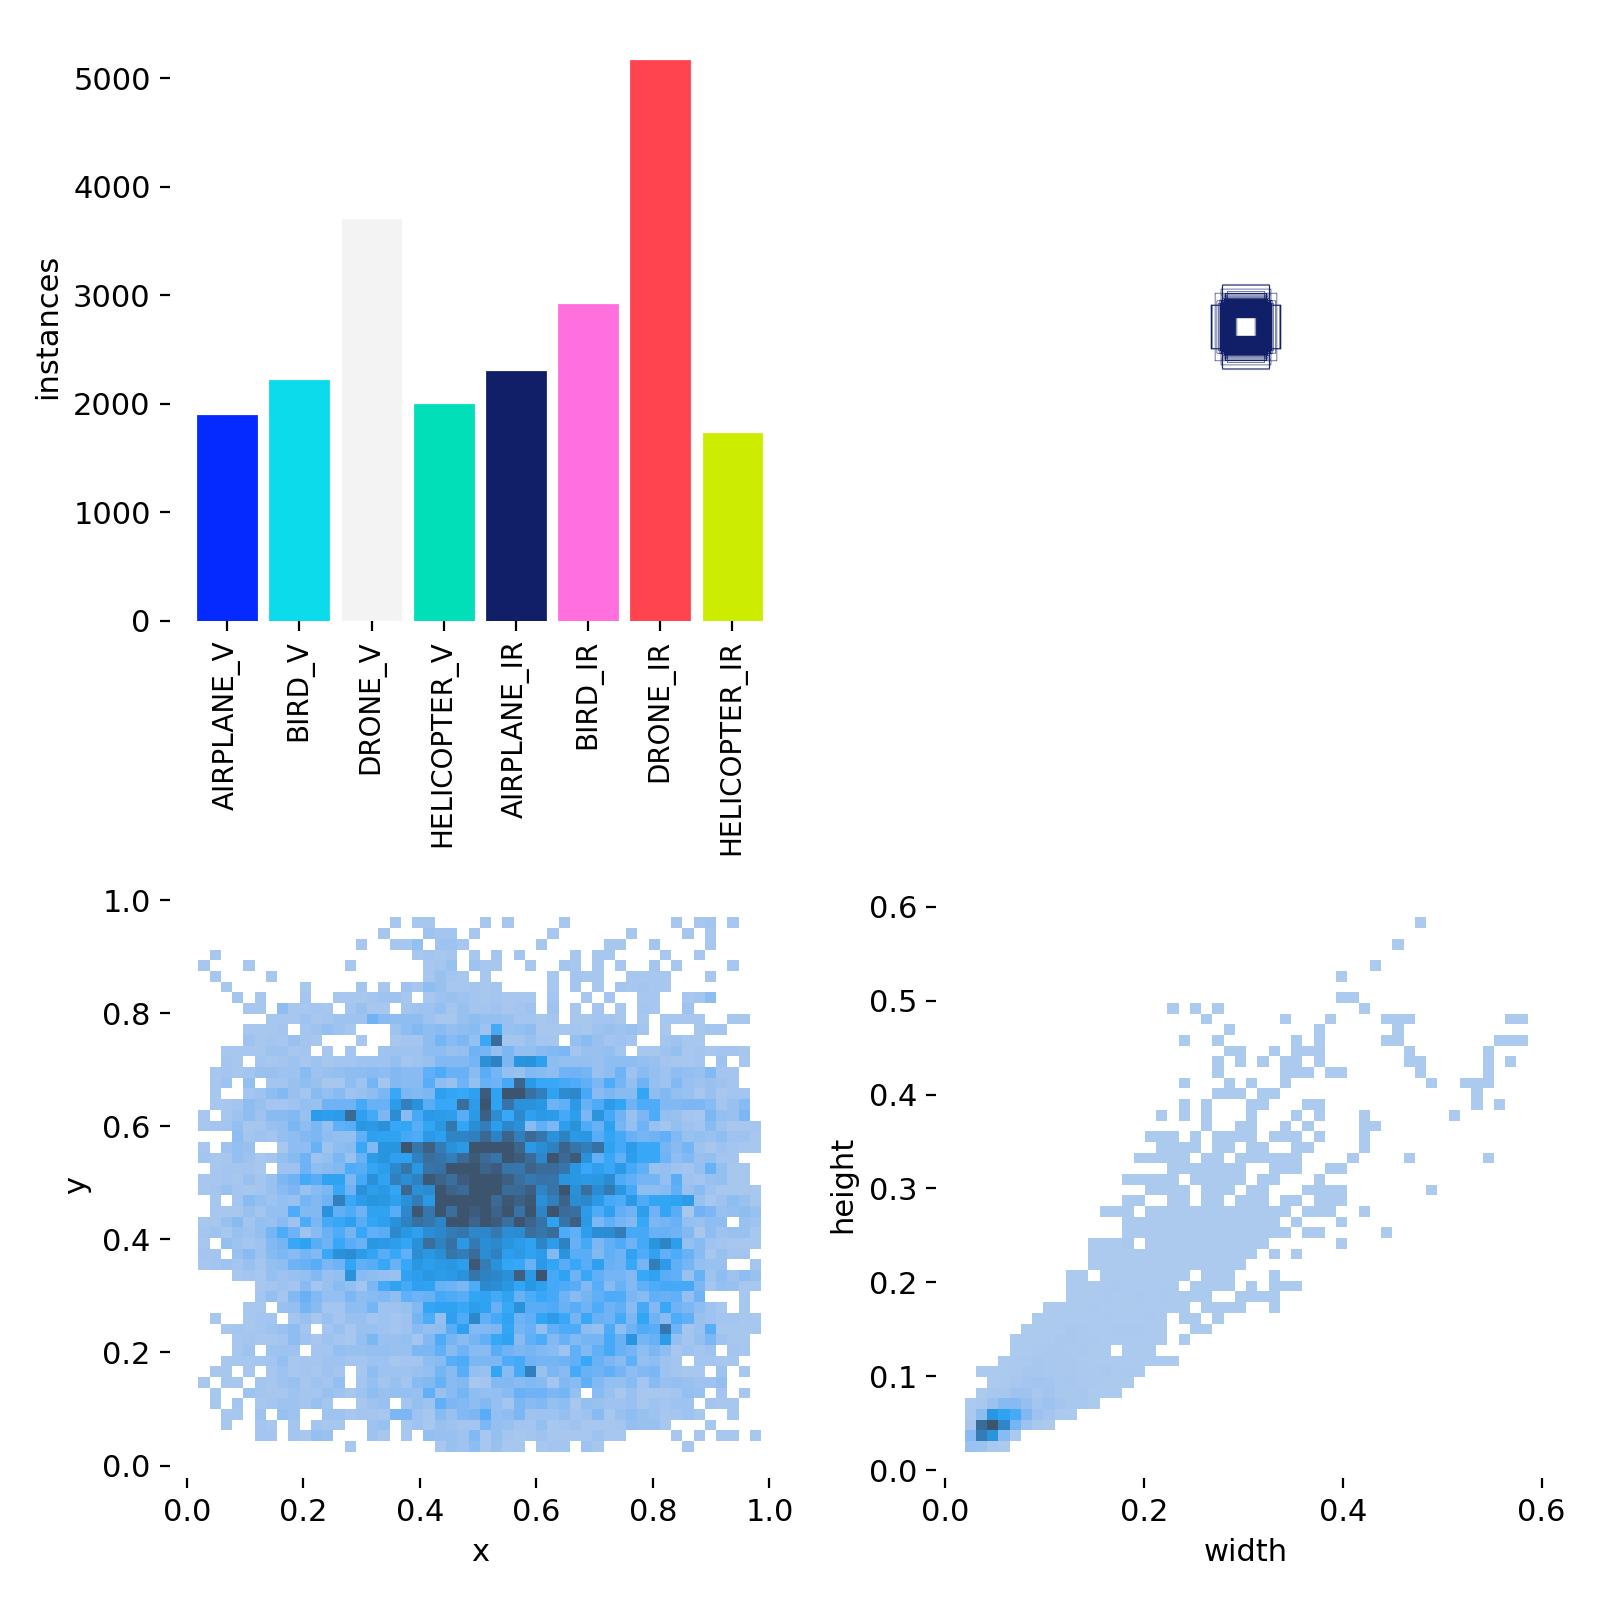 instances
5000
4000
3000
2000
1000
0
AIRPLANE_V
BIRD_V
DRONE_V
HELICOPTER_V
AIRPLANE_IR
BIRD_IR
DRONE_IR
HELICOPTER_IR
y
1.0
0.8
0.6
0.4
0.2
0.0
0.0 0.2 0.4 0.6 0.8 1.0
x
height
0.6
0.5
0.4
0.3
0.2
0.1
0.0
0.0 0.2 0.4 0.6
width